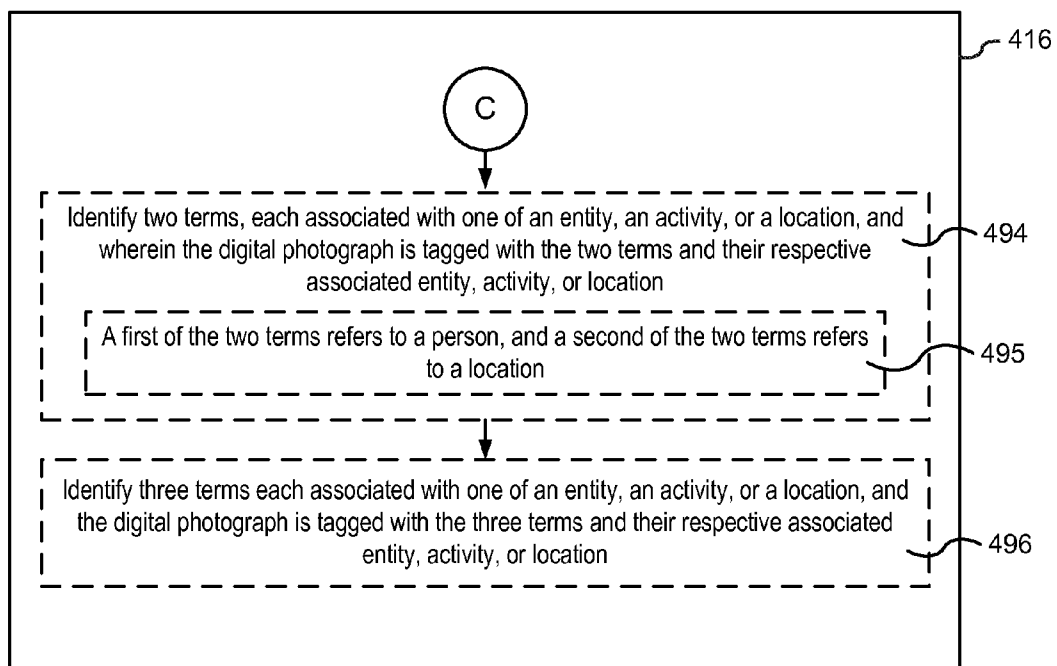 416
C
Identify two terms, each associated with one of an entity, an activity, or a location, and
wherein the digital photograph is tagged with the two terms and their respective
associated entity, activity, or location
494
A first of the two terms refers to a person, and a second of the two terms refers
to a location
495
Identify three terms each associated with one of an entity, an activity, or a location, and
the digital photograph is tagged with the three terms and their respective associated
entity, activity, or location
496